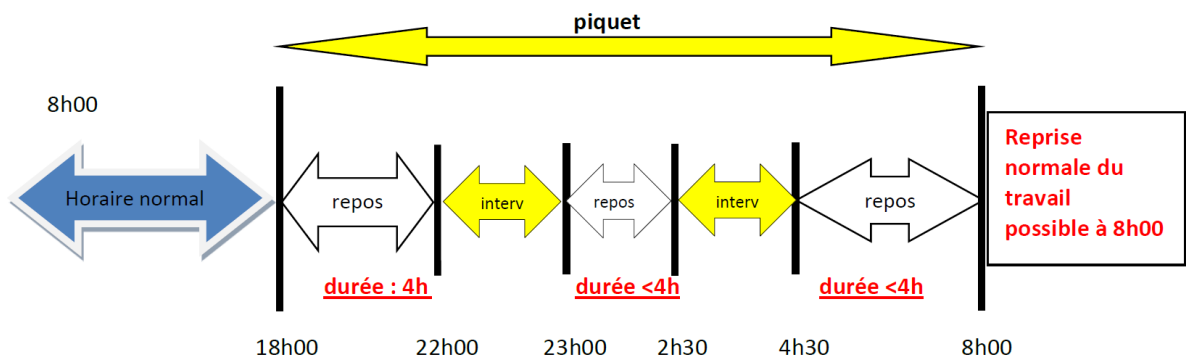 piquet
8h00
Horaire normal
repos
interv
repos
interv
repos
Reprise
normale du
travail
possible à 8h00
durée : 4h
durée <4h
durée <4h
18h00
22h00
23h00
2h30
4h30
8h00